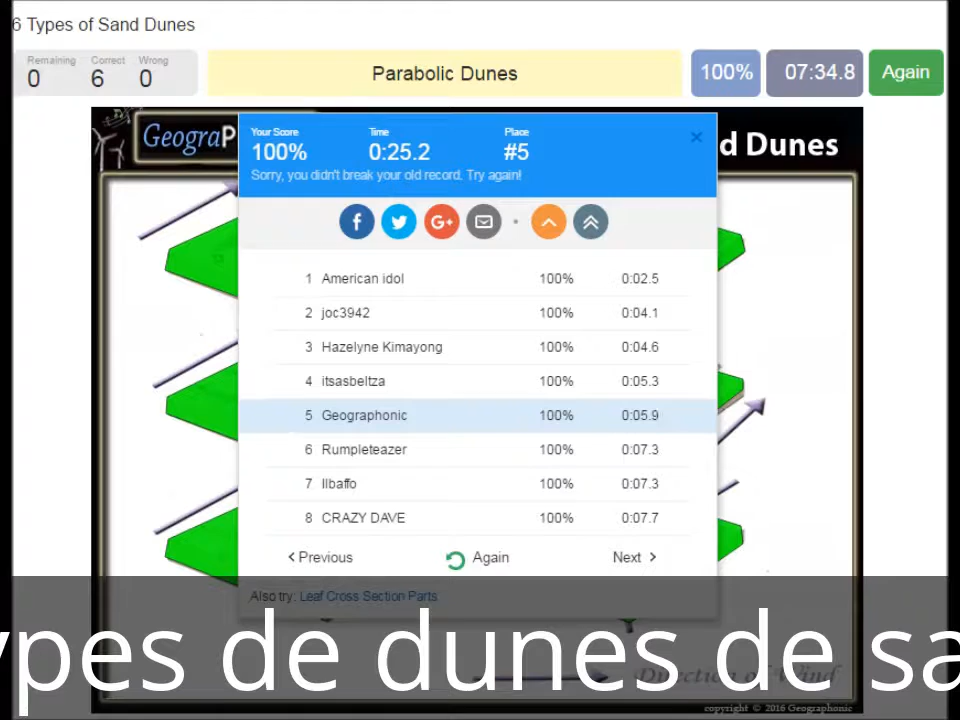 6 Types of Sand Dunes
Remaining Correct Wrong
0 6 0
Parabolic Dunes
100%
07:34.8
Again
GeograP
d Dunes
Your Score Time Place
100% 0:25.2 #5
Sorry, you didn't break your old record. Try again!
1 American idol 100% 0:02.5
2 joc3942 100% 0:04.1
3 Hazelyne Kimayong 100% 0:04.6
4 itsasbeltza 100% 0:05.3
5 Geographonic 100% 0:05.9
6 Rumpleteazer 100% 0:07.3
7 Ilbaffo 100% 0:07.3
8 CRAZY DAVE 100% 0:07.7
Previous Again Next
Also try: Leaf Cross Section Parts
ypes de dunes de sa
Direction of Wind
copyright © 2016 Geographonic